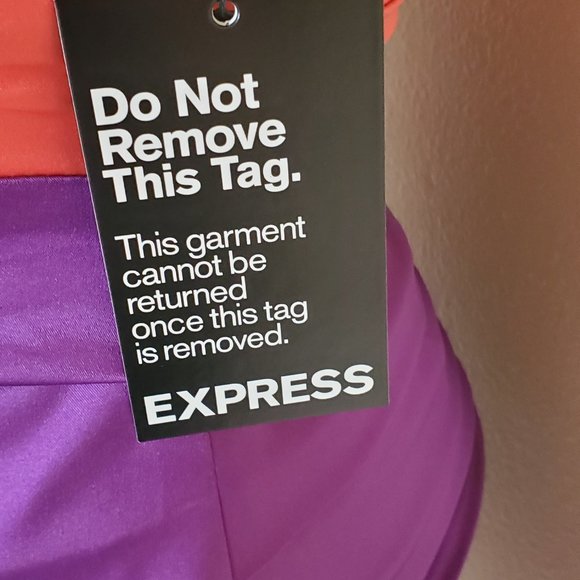 Do Not
Remove
This Tag.
This garment
cannot be
returned
once this tag
is removed.
EXPRESS